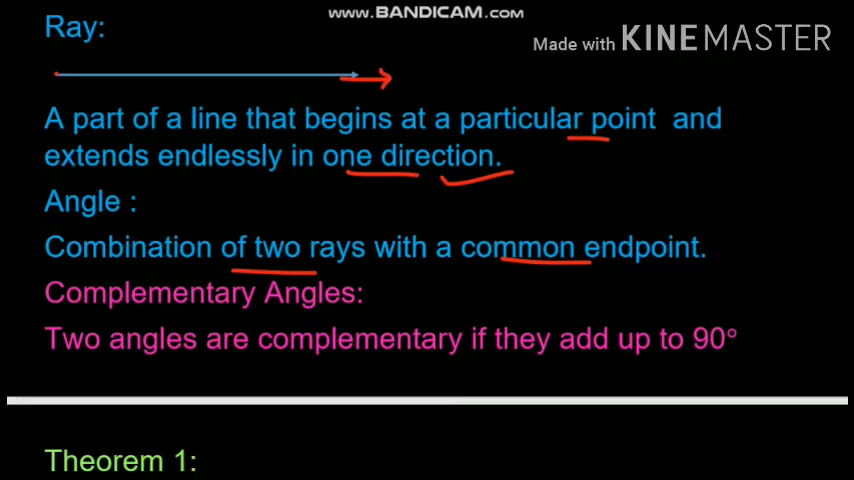 www.BANDICAM.com
Made with KINEMASTER
Ray:
A part of a line that begins at a particular point and
extends endlessly in one direction.
Angle :
Combination of two rays with a common endpoint.
Complementary Angles:
Two angles are complementary if they add up to 90°
Theorem 1: